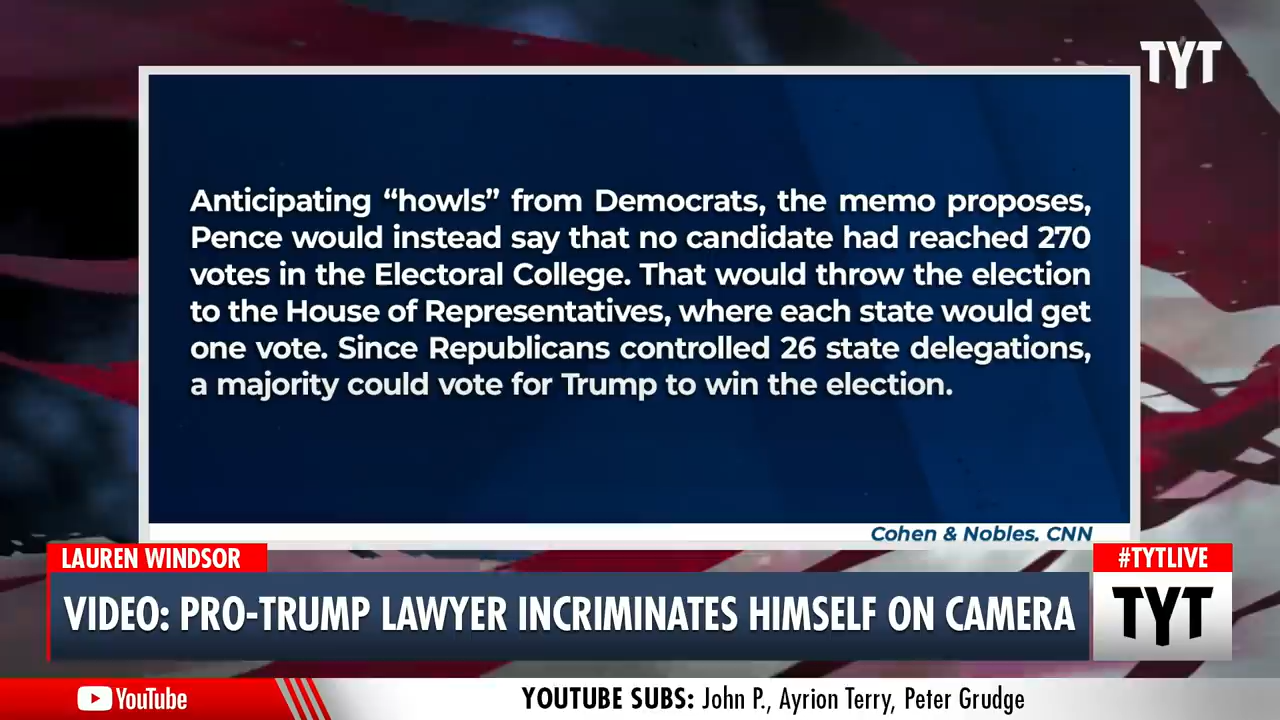 TYT
Anticipating “howls” from Democrats, the memo proposes,
Pence would instead say that no candidate had reached 270
votes in the Electoral College. That would throw the election
to the House of Representatives, where each state would get
one vote. Since Republicans controlled 26 state delegations,
a majority could vote for Trump to win the election.
Cohen & Nobles, CNN
LAUREN WINDSOR
#TYTLIVE
VIDEO: PRO-TRUMP LAWYER INCRIMINATES HIMSELF ON CAMERA
TYT
YouTube
YOUTUBE SUBS: John P., Ayrion Terry, Peter Grudge